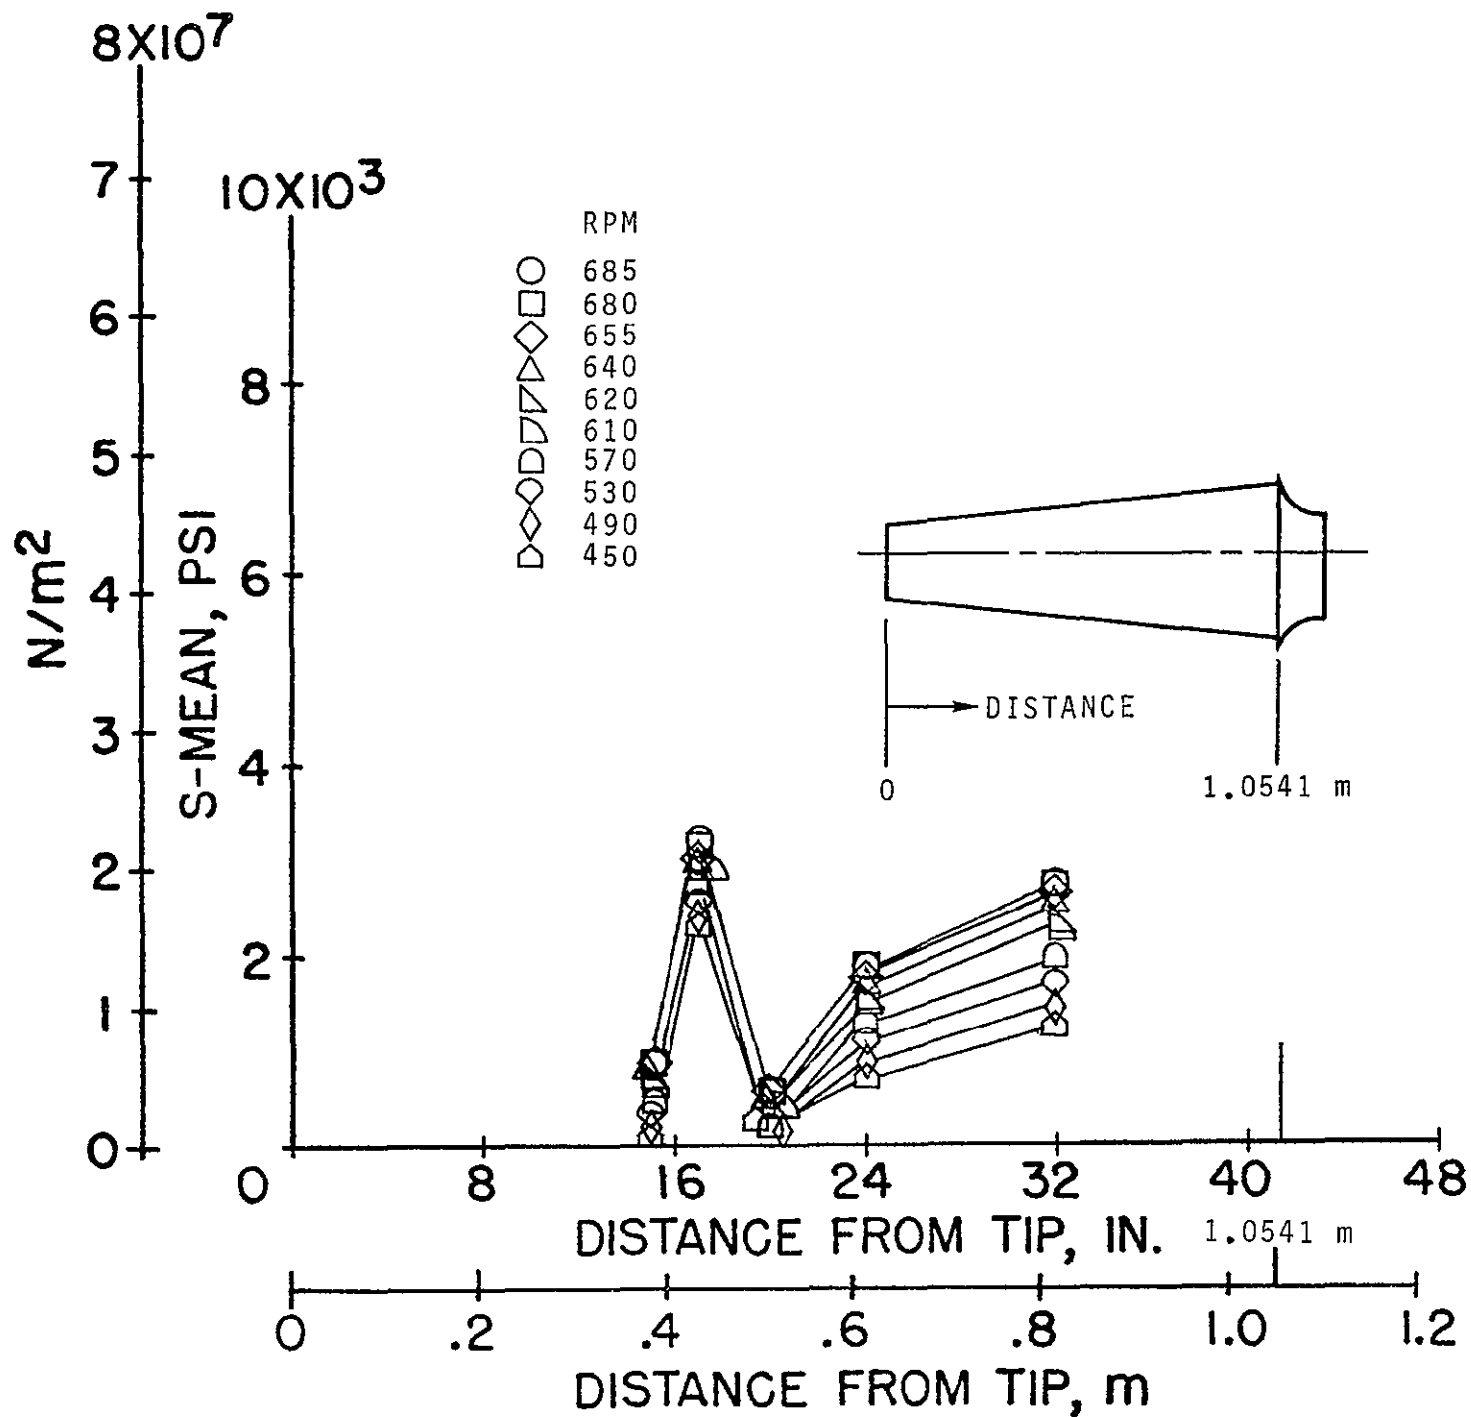 8X10⁷
7
6
5
4
3
2
1
0
N/m²
10X10³
8
6
4
2
S-MEAN, PSI
RPM
685
680
655
640
620
610
570
530
490
450
DISTANCE
0
1.0541 m
0 8 16 24 32 40 48
DISTANCE FROM TIP, IN.
1.0541 m
0 .2 .4 .6 .8 1.0 1.2
DISTANCE FROM TIP, m